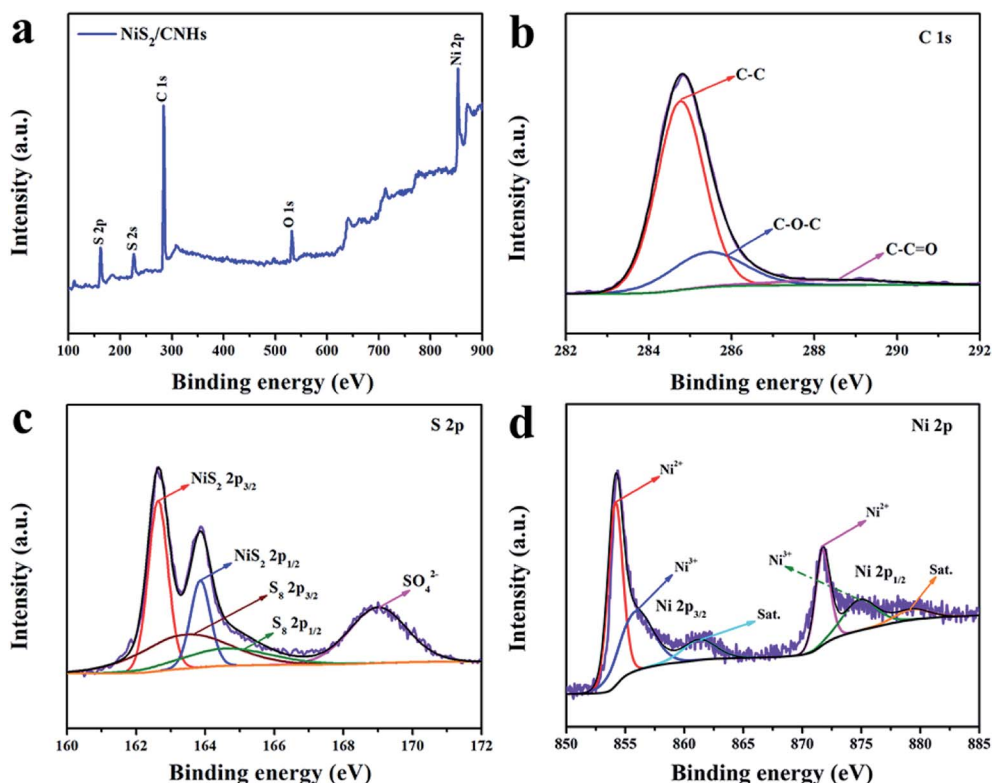 a
NiS₂/CNHs
S 2p
S 2s
C 1s
O 1s
Ni 2p
Intensity (a.u.)
100 200 300 400 500 600 700 800 900
Binding energy (eV)
b
C 1s
C-C
C-O-C
C-C=O
Intensity (a.u.)
282 284 286 288 290 292
Binding energy (eV)
c
S 2p
NiS₂ 2p₃/₂
NiS₂ 2p₁/₂
S₈ 2p₃/₂
S₈ 2p₁/₂
SO₄²⁻
Intensity (a.u.)
160 162 164 166 168 170 172
Binding energy (eV)
d
Ni 2p
Ni²⁺
Ni³⁺
Ni 2p₃/₂
Sat.
Ni²⁺
Ni³⁺
Ni 2p₁/₂
Sat.
Intensity (a.u.)
850 855 860 865 870 875 880 885
Binding energy (eV)